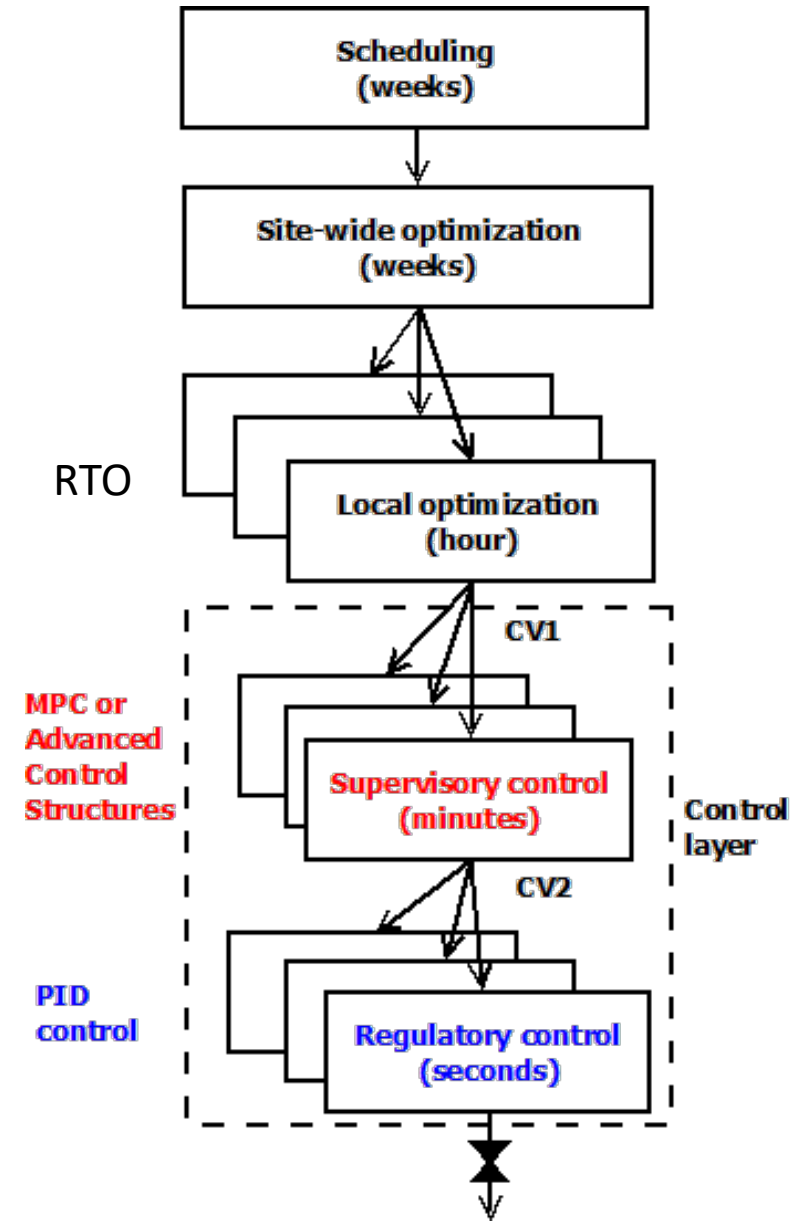 Scheduling
(weeks)
Site-wide optimization
(weeks)
RTO
Local optimization
(hour)
CV1
MPC or
Advanced
Control
Structures
Supervisory control
(minutes)
Control
layer
CV2
PID
control
Regulatory control
(seconds)